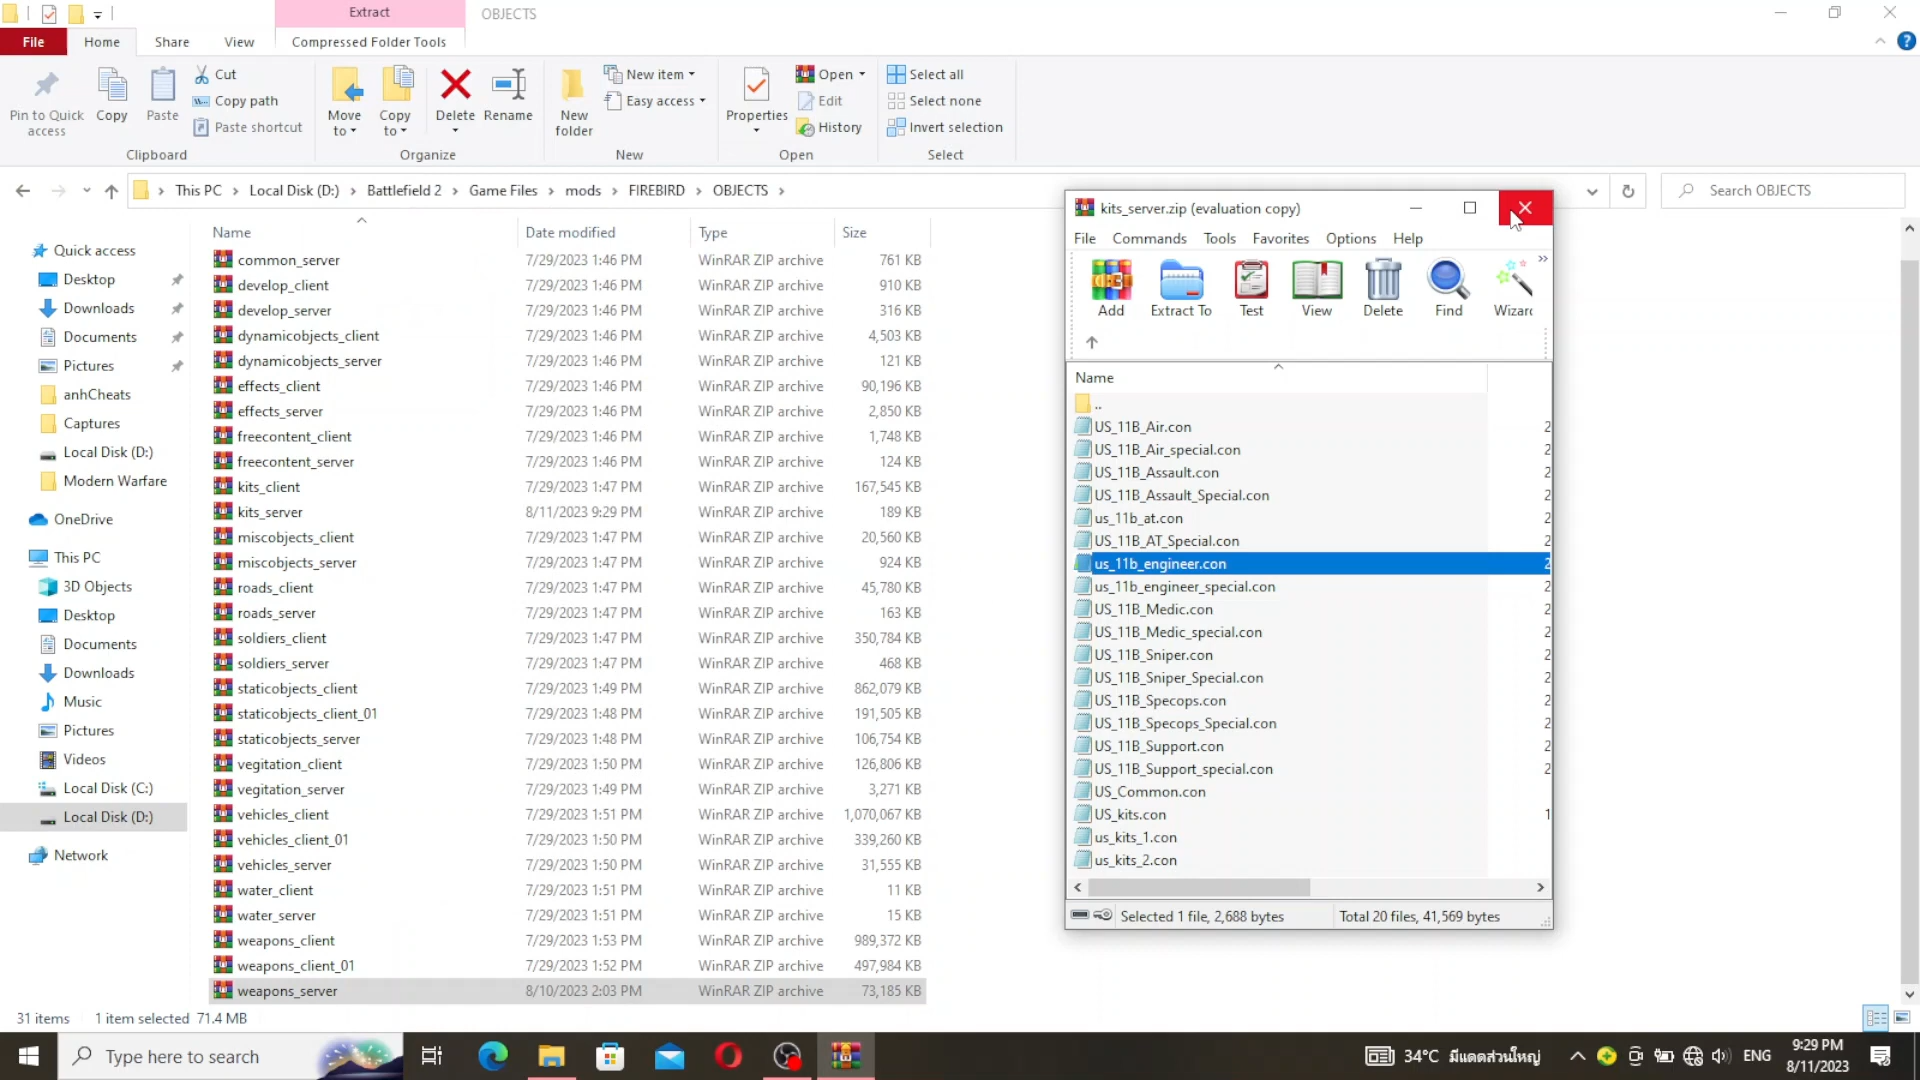 Extract
OBJECTS
File
Home
Share
View
Compressed Folder Tools
Pin to Quick access
Copy
Paste
Cut
Copy path
Paste shortcut
Move to
Copy to
Delete
Rename
New folder
New item
Easy access
Properties
Open
Edit
History
Select all
Select none
Invert selection
Clipboard
Organize
New
Open
Select
This PC
Local Disk (D:)
Battlefield 2
Game Files
mods
FIREBIRD
OBJECTS
Search OBJECTS
Quick access
Desktop
Downloads
Documents
Pictures
anhCheats
Captures
Local Disk (D:)
Modern Warfare
OneDrive
This PC
3D Objects
Desktop
Documents
Downloads
Music
Pictures
Videos
Local Disk (C:)
Local Disk (D:)
Network
Name Date modified Type Size
common_server 7/29/2023 1:46 PM WinRAR ZIP archive 761 KB
develop_client 7/29/2023 1:46 PM WinRAR ZIP archive 910 KB
develop_server 7/29/2023 1:46 PM WinRAR ZIP archive 316 KB
dynamicobjects_client 7/29/2023 1:46 PM WinRAR ZIP archive 4,503 KB
dynamicobjects_server 7/29/2023 1:46 PM WinRAR ZIP archive 121 KB
effects_client 7/29/2023 1:46 PM WinRAR ZIP archive 90,196 KB
effects_server 7/29/2023 1:46 PM WinRAR ZIP archive 2,850 KB
freecontent_client 7/29/2023 1:46 PM WinRAR ZIP archive 1,748 KB
freecontent_server 7/29/2023 1:46 PM WinRAR ZIP archive 124 KB
kits_client 7/29/2023 1:47 PM WinRAR ZIP archive 167,545 KB
kits_server 8/11/2023 9:29 PM WinRAR ZIP archive 189 KB
miscobjects_client 7/29/2023 1:47 PM WinRAR ZIP archive 20,560 KB
miscobjects_server 7/29/2023 1:47 PM WinRAR ZIP archive 924 KB
roads_client 7/29/2023 1:47 PM WinRAR ZIP archive 45,780 KB
roads_server 7/29/2023 1:47 PM WinRAR ZIP archive 163 KB
soldiers_client 7/29/2023 1:47 PM WinRAR ZIP archive 350,784 KB
soldiers_server 7/29/2023 1:47 PM WinRAR ZIP archive 468 KB
staticobjects_client 7/29/2023 1:49 PM WinRAR ZIP archive 862,079 KB
staticobjects_client_01 7/29/2023 1:48 PM WinRAR ZIP archive 191,505 KB
staticobjects_server 7/29/2023 1:48 PM WinRAR ZIP archive 106,754 KB
vegitation_client 7/29/2023 1:50 PM WinRAR ZIP archive 126,806 KB
vegitation_server 7/29/2023 1:49 PM WinRAR ZIP archive 3,271 KB
vehicles_client 7/29/2023 1:51 PM WinRAR ZIP archive 1,070,067 KB
vehicles_client_01 7/29/2023 1:50 PM WinRAR ZIP archive 339,260 KB
vehicles_server 7/29/2023 1:50 PM WinRAR ZIP archive 31,555 KB
water_client 7/29/2023 1:51 PM WinRAR ZIP archive 11 KB
water_server 7/29/2023 1:51 PM WinRAR ZIP archive 15 KB
weapons_client 7/29/2023 1:53 PM WinRAR ZIP archive 989,372 KB
weapons_client_01 7/29/2023 1:52 PM WinRAR ZIP archive 497,984 KB
weapons_server 8/10/2023 2:03 PM WinRAR ZIP archive 73,185 KB
kits_server.zip (evaluation copy)
File Commands Tools Favorites Options Help
Add Extract To Test View Delete Find Wizard
Name
..
US_11B_Air.con 2
US_11B_Air_special.con 2
US_11B_Assault.con 2
US_11B_Assault_Special.con 2
us_11b_at.con 2
US_11B_AT_Special.con 2
us_11b_engineer.con 2
us_11b_engineer_special.con 2
US_11B_Medic.con 2
US_11B_Medic_special.con 2
US_11B_Sniper.con 2
US_11B_Sniper_Special.con 2
US_11B_Specops.con 2
US_11B_Specops_Special.con 2
US_11B_Support.con 2
US_11B_Support_special.con 2
US_Common.con
US_kits.con 1
us_kits_1.con
us_kits_2.con
Selected 1 file, 2,688 bytes Total 20 files, 41,569 bytes
31 items 1 item selected 71.4 MB
Type here to search
34°C มีแดดส่วนใหญ่
ENG
9:29 PM
8/11/2023